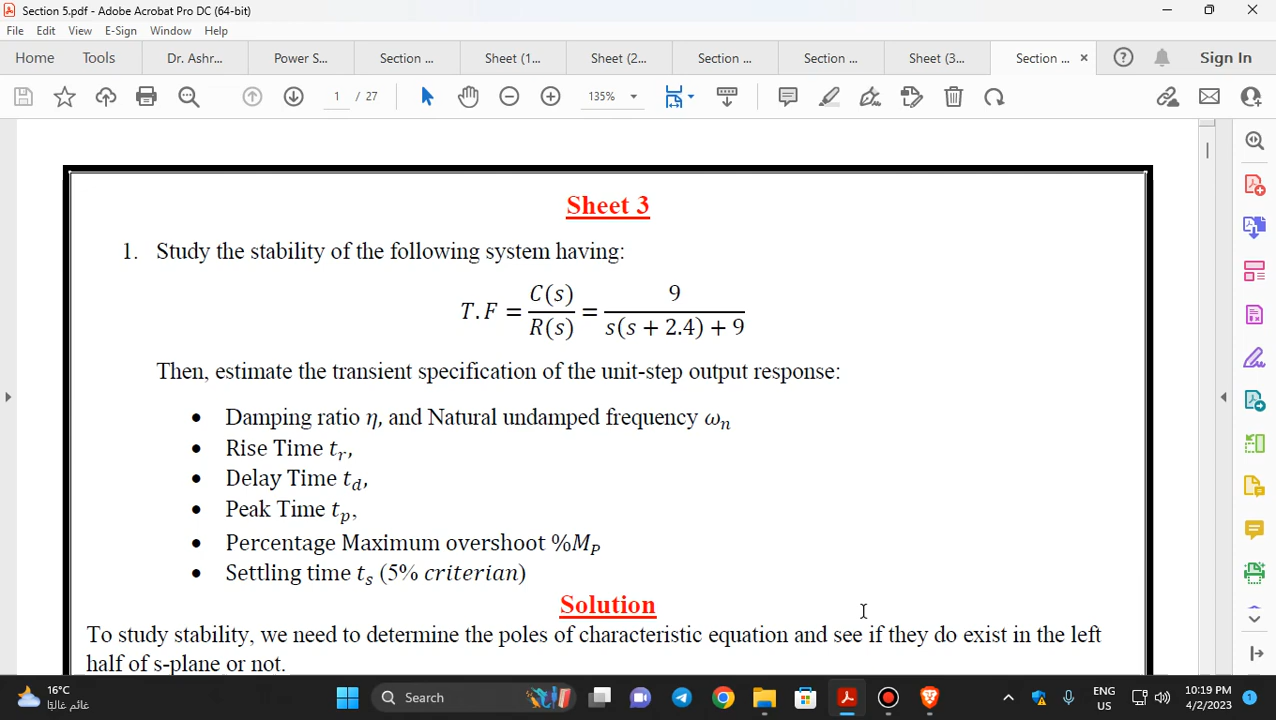 Section 5.pdf - Adobe Acrobat Pro DC (64-bit)
File Edit View E-Sign Window Help
Home Tools Dr. Ashr... Power S... Section ... Sheet (1... Sheet (2... Section ... Section ... Sheet (3... Section ... × Sign In
1 / 27 135%
Sheet 3
1. Study the stability of the following system having:
T.F = C(s)/R(s) = 9/(s(s + 2.4) + 9)
Then, estimate the transient specification of the unit-step output response:
• Damping ratio η, and Natural undamped frequency ωₙ
• Rise Time tᵣ,
• Delay Time t_d,
• Peak Time tₚ,
• Percentage Maximum overshoot %M_P
• Settling time tₛ (5% criterian)
Solution
To study stability, we need to determine the poles of characteristic equation and see if they do exist in the left
half of s-plane or not.
16°C
غائم غالبًا
Search
ENG
US
10:19 PM
4/2/2023
1